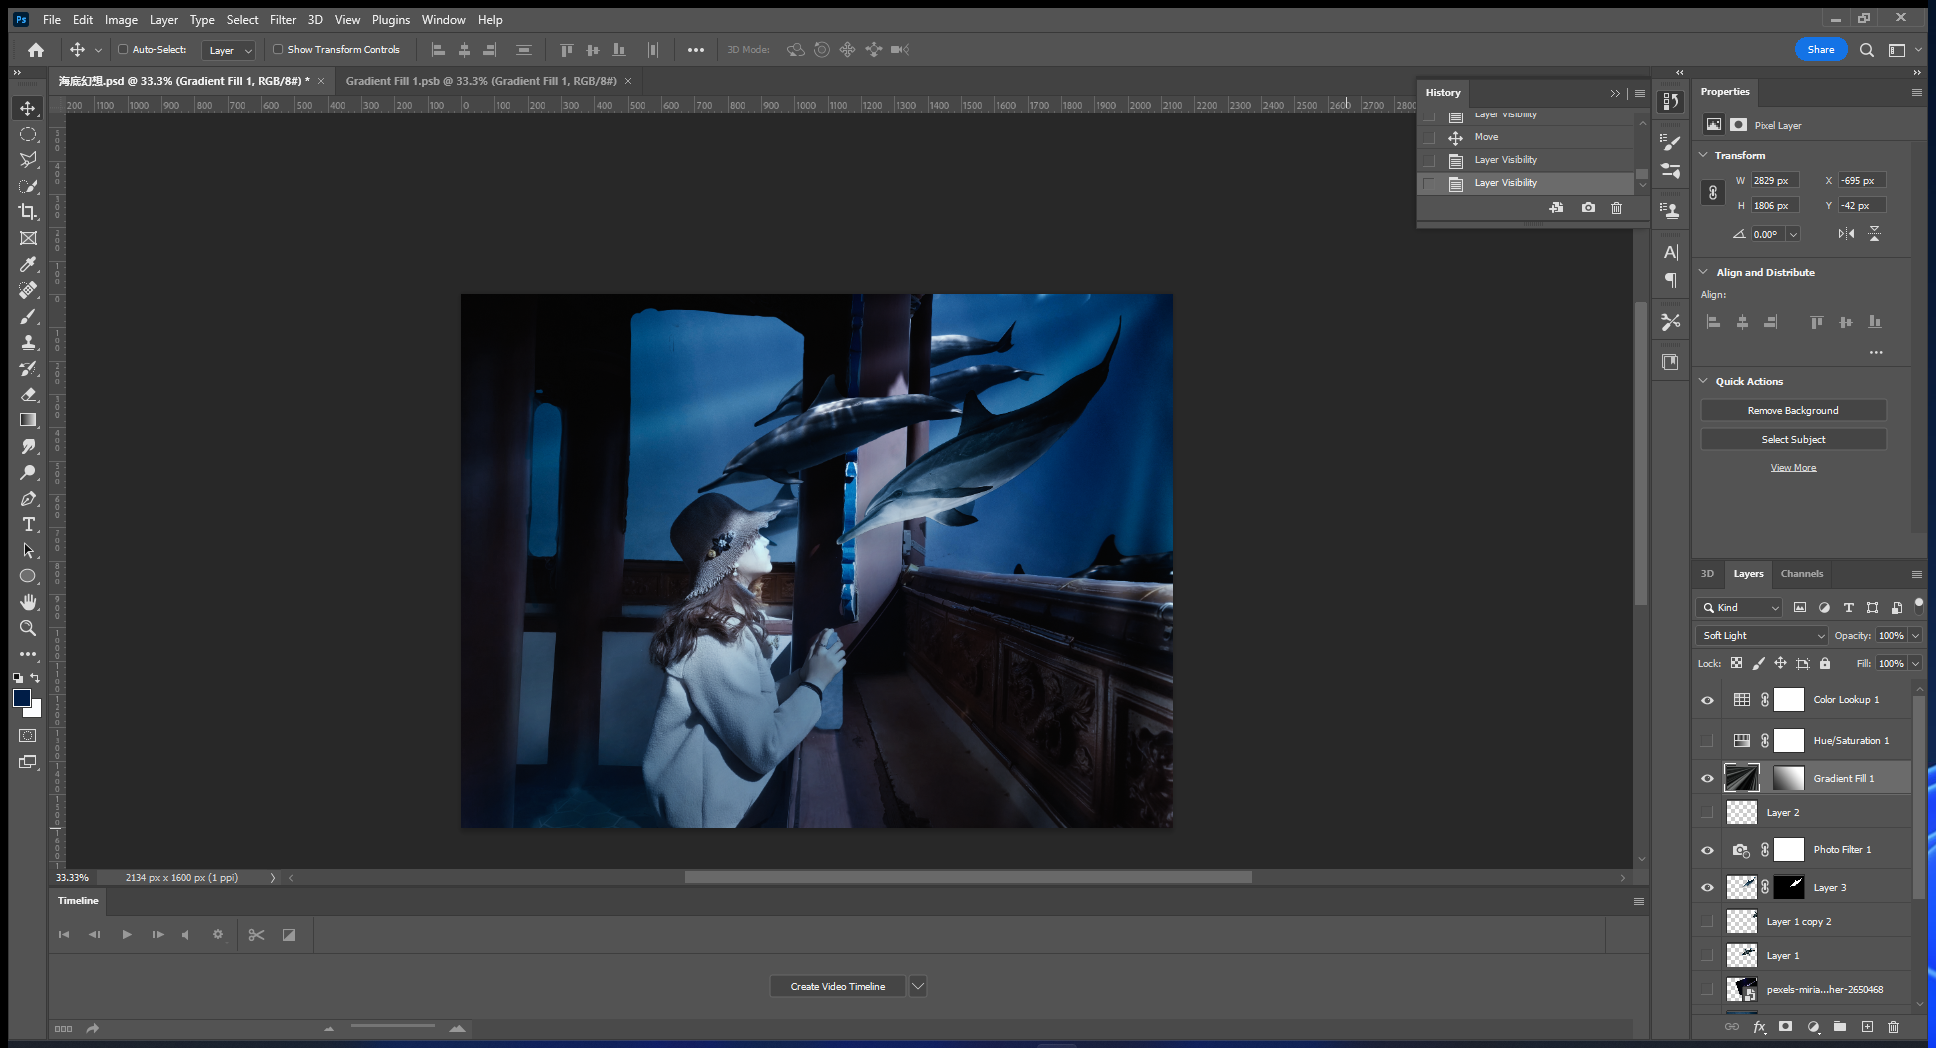 Ps File Edit Image Layer Type Select Filter 3D View Plugins Window Help
Auto-Select: Layer Show Transform Controls 3D Mode: Share
海底幻想.psd @ 33.3% (Gradient Fill 1, RGB/8#) * ×
Gradient Fill 1.psb @ 33.3% (Gradient Fill 1, RGB/8#) ×
200 1100 1000 900 800 700 600 500 400 300 200 100 0 100 200 300 400 500 600 700 800 900 1000 1100 1200 1300 1400 1500 1600 1700 1800 1900 2000 2100 2200 2300 2400 2500 2600 2700 2800
History
Layer Visibility
Move
Layer Visibility
Layer Visibility
Properties
Pixel Layer
Transform
W 2829 px X -695 px
H 1806 px Y -42 px
0.00°
Align and Distribute
Align:
Quick Actions
Remove Background
Select Subject
View More
3D Layers Channels
Kind
Soft Light Opacity: 100%
Lock: Fill: 100%
Color Lookup 1
Hue/Saturation 1
Gradient Fill 1
Layer 2
Photo Filter 1
Layer 3
Layer 1 copy 2
Layer 1
pexels-miria...her-2650468
fx
33.33% 2134 px x 1600 px (1 ppi)
Timeline
Create Video Timeline